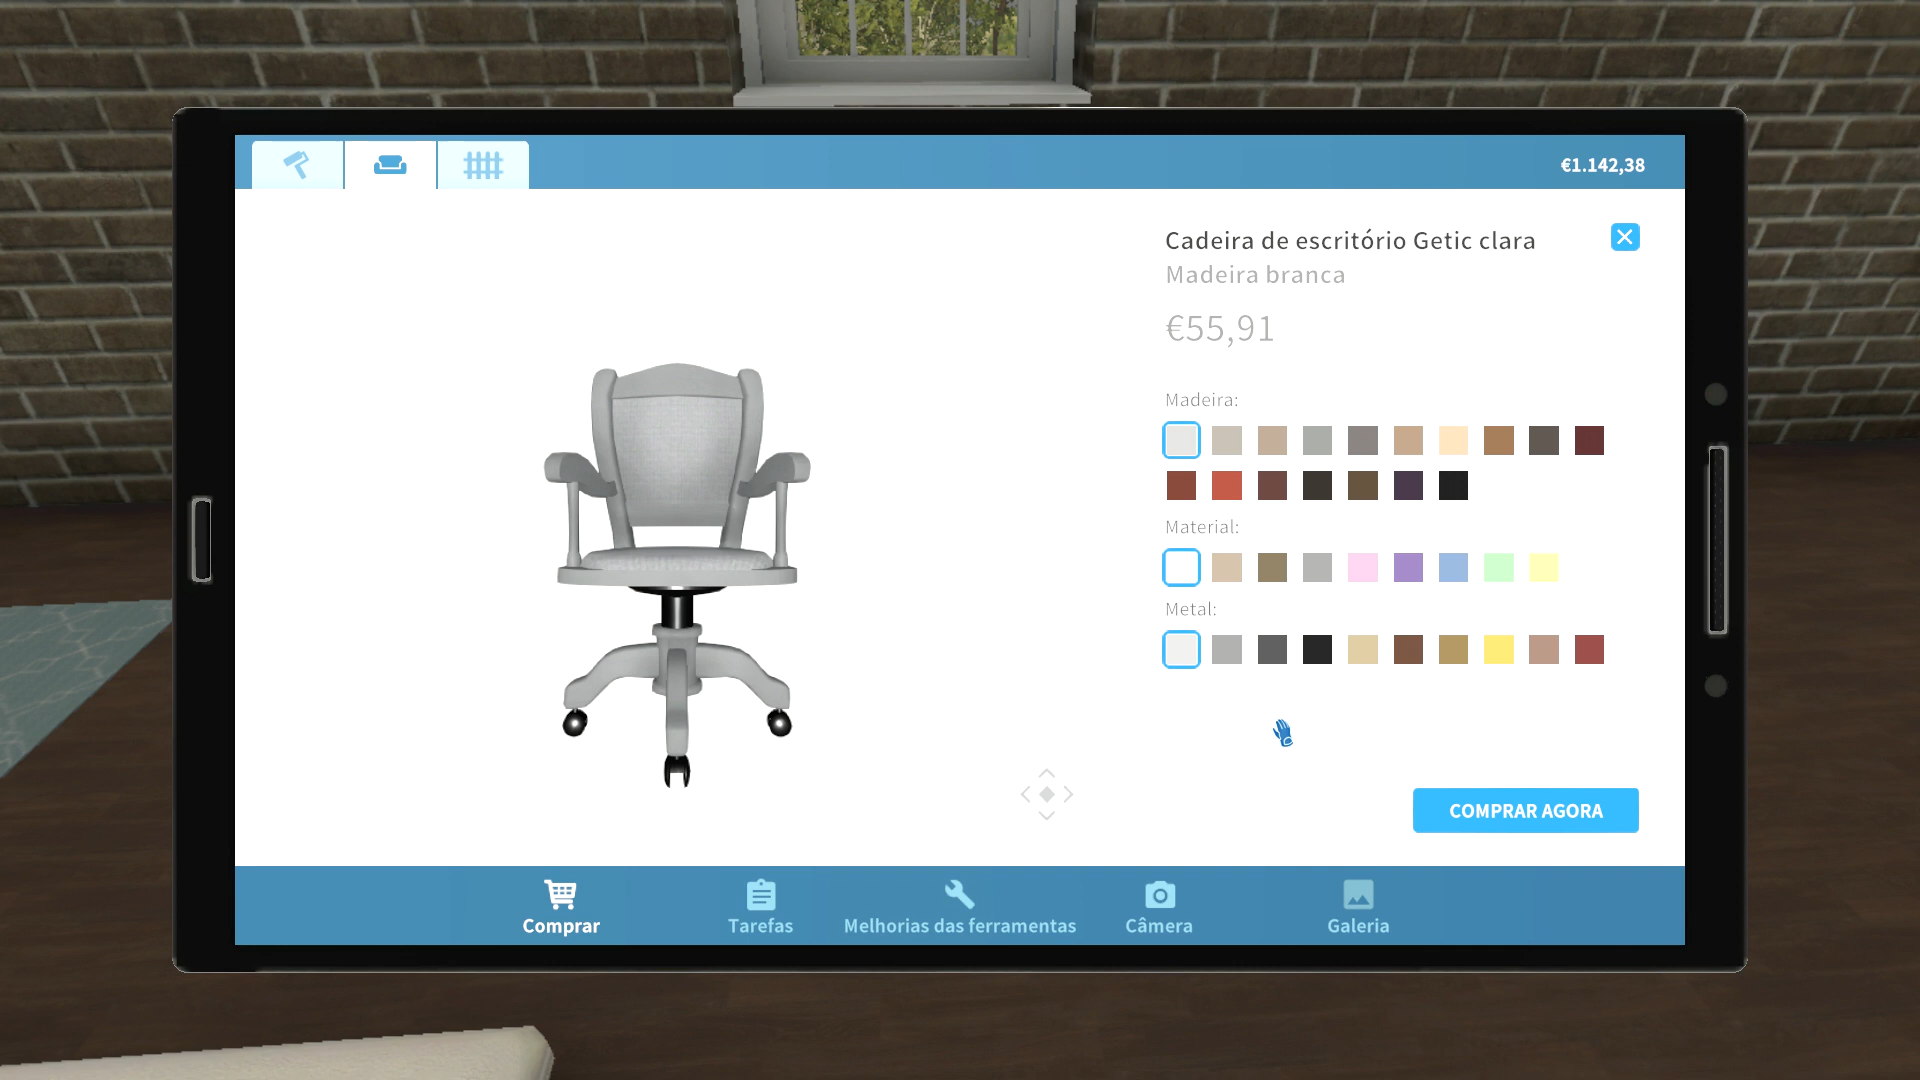 €1.142,38
Cadeira de escritório Getic clara
Madeira branca
€55,91
Madeira:
Material:
Metal:
COMPRAR AGORA
Comprar
Tarefas
Melhorias das ferramentas
Câmera
Galeria